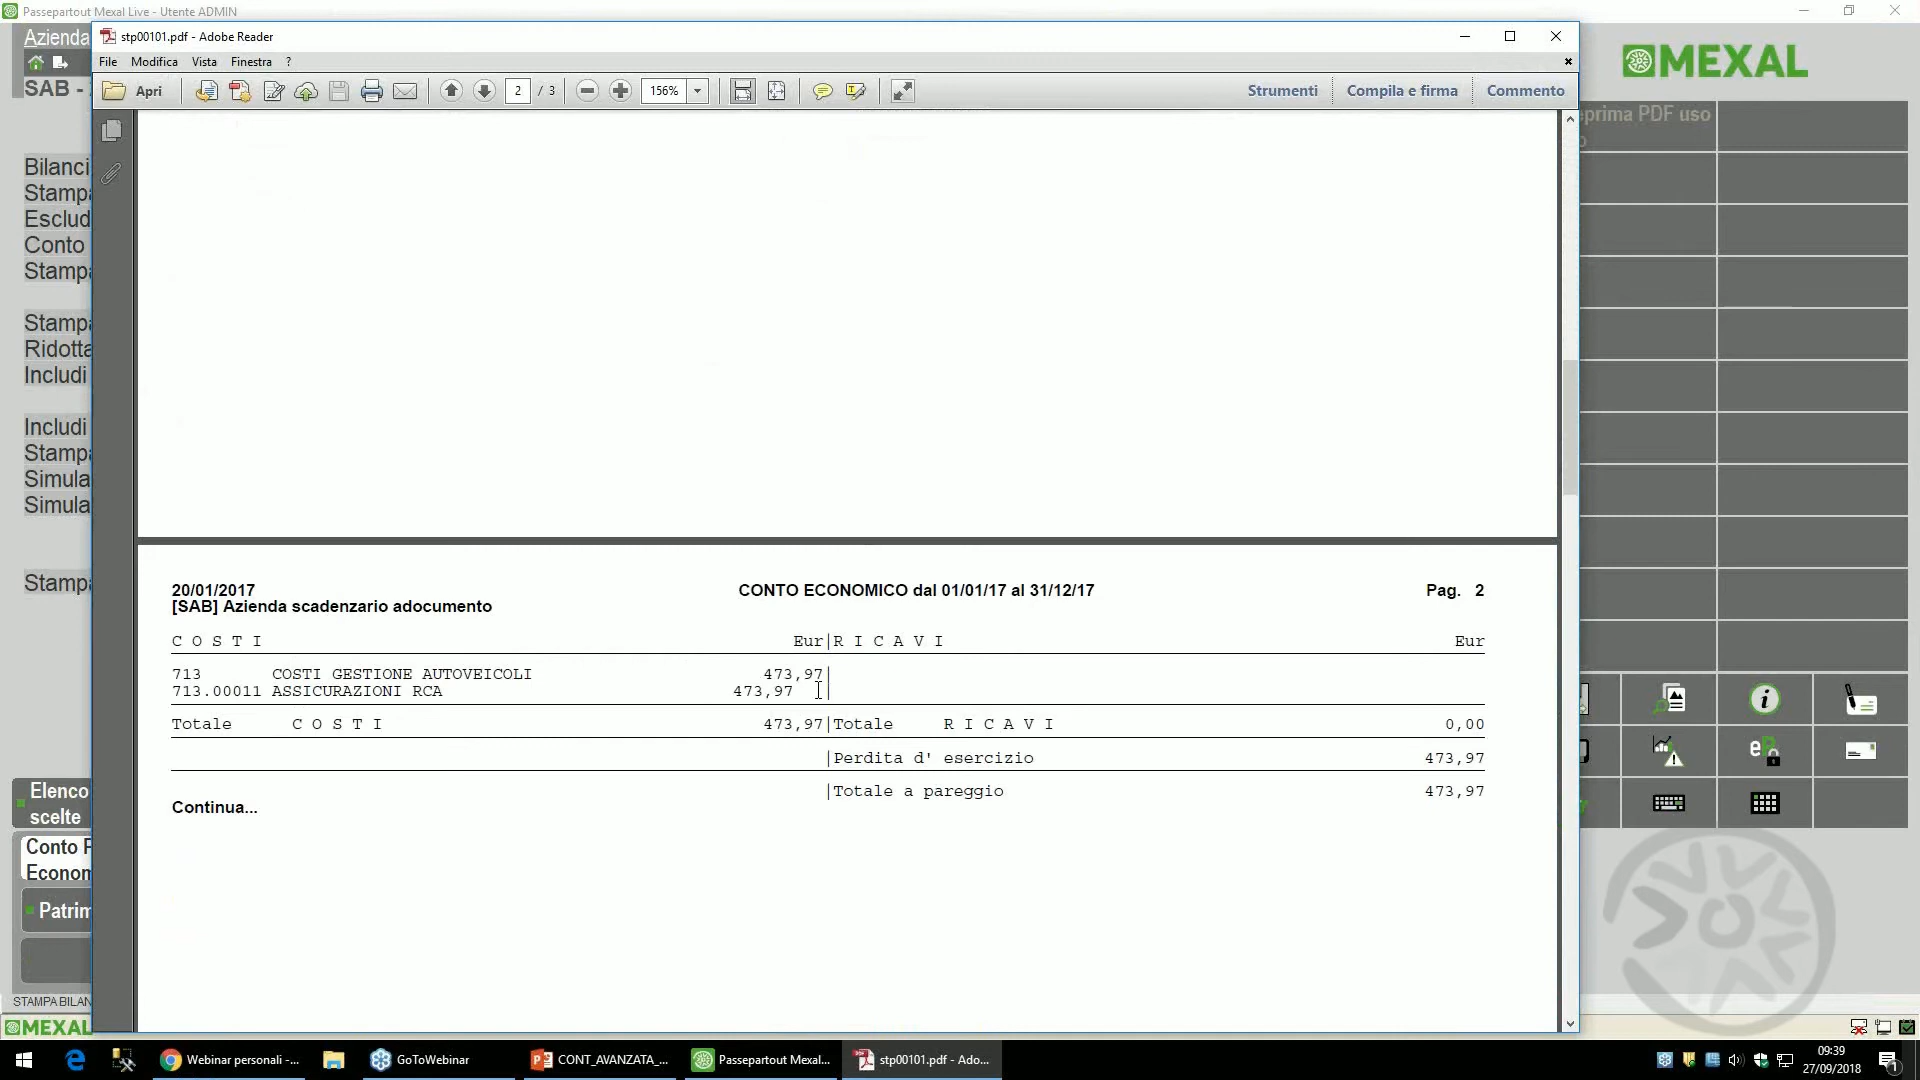 Passepartout Mexal Live - Utente ADMIN
Azienda
SAB -
MEXAL
stp00101.pdf - Adobe Reader
File Modifica Vista Finestra ?
Apri 2 / 3 156% Strumenti Compila e firma Commento
eprima PDF uso
o
Bilanci
Stampa
Esclud
Conto
Stampa
Stampa
Ridotta
Includi
Includi
Stampa
Simula
Simula
Stampa
20/01/2017 CONTO ECONOMICO dal 01/01/17 al 31/12/17 Pag. 2
[SAB] Azienda scadenzario adocumento
C O S T I Eur|R I C A V I Eur
713 COSTI GESTIONE AUTOVEICOLI 473,97|
713.00011 ASSICURAZIONI RCA 473,97 |
Totale C O S T I 473,97|Totale R I C A V I 0,00
|Perdita d' esercizio 473,97
|Totale a pareggio 473,97
Continua...
Elenco
scelte
Conto P
Econom
Patrim
STAMPA BILAN
MEXAL
Webinar personali -... GoToWebinar CONT_AVANZATA_... Passepartout Mexal... stp00101.pdf - Ado...
09:39
27/09/2018
1